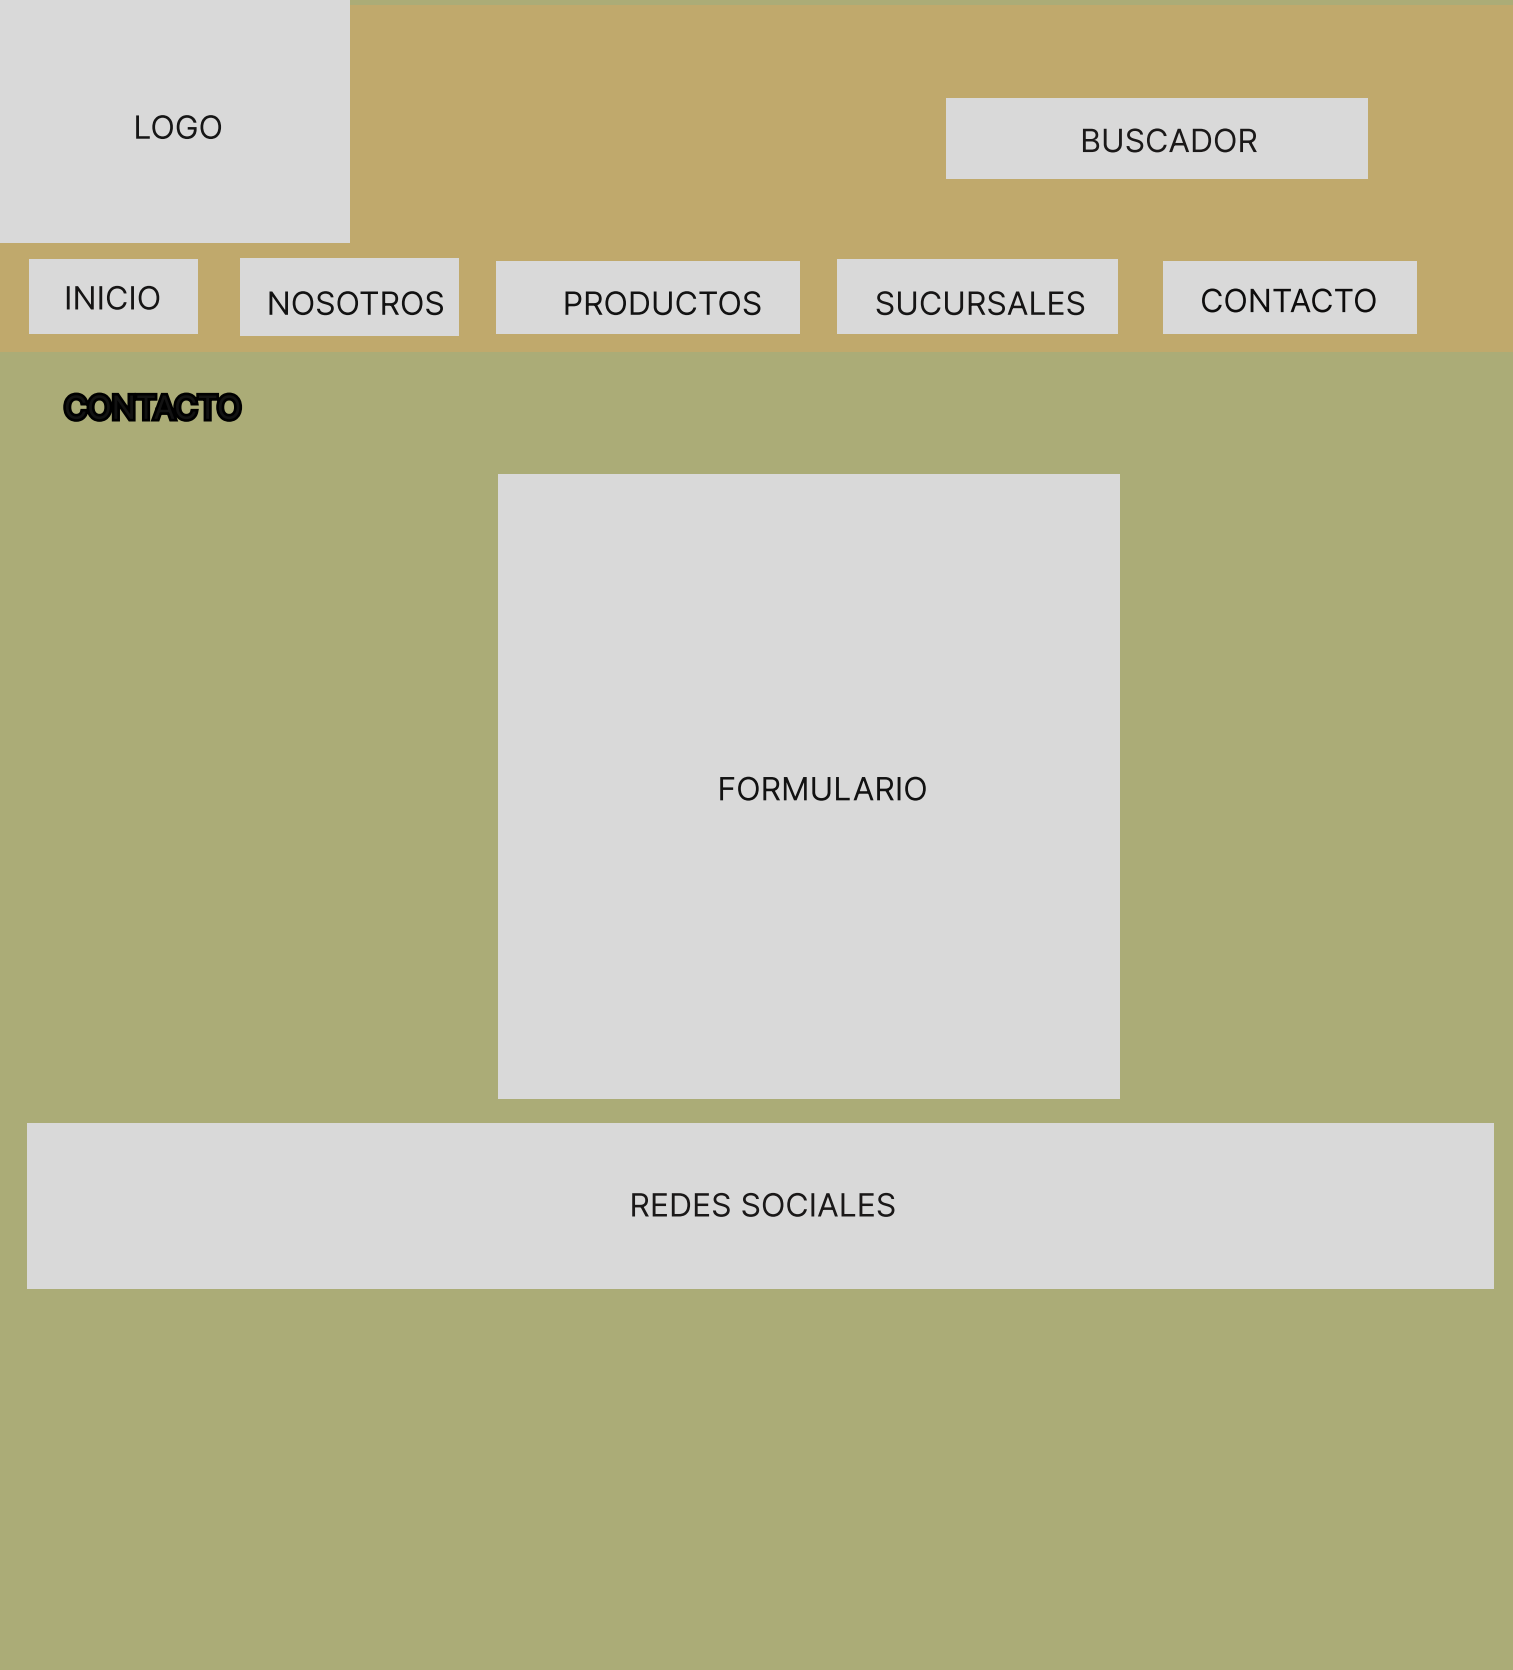 LOGO
BUSCADOR
INICIO
NOSOTROS
PRODUCTOS
SUCURSALES
CONTACTO
CONTACTO
FORMULARIO
REDES SOCIALES